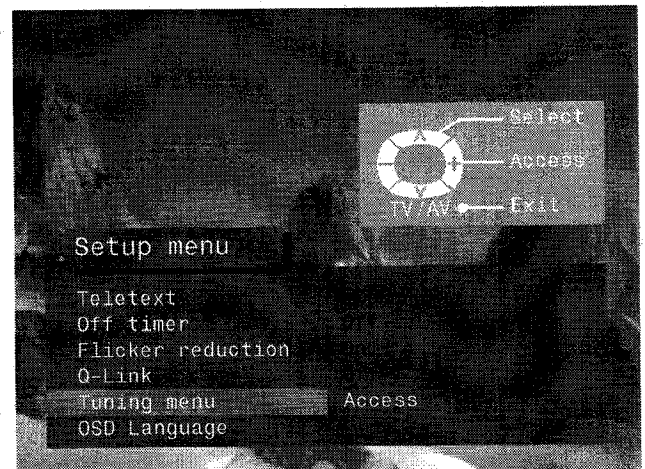 Select
Access
TV/AV Exit
Setup menu
Teletext
Off timer
Flicker reduction
Q-Link
Tuning menu Access
OSD Language